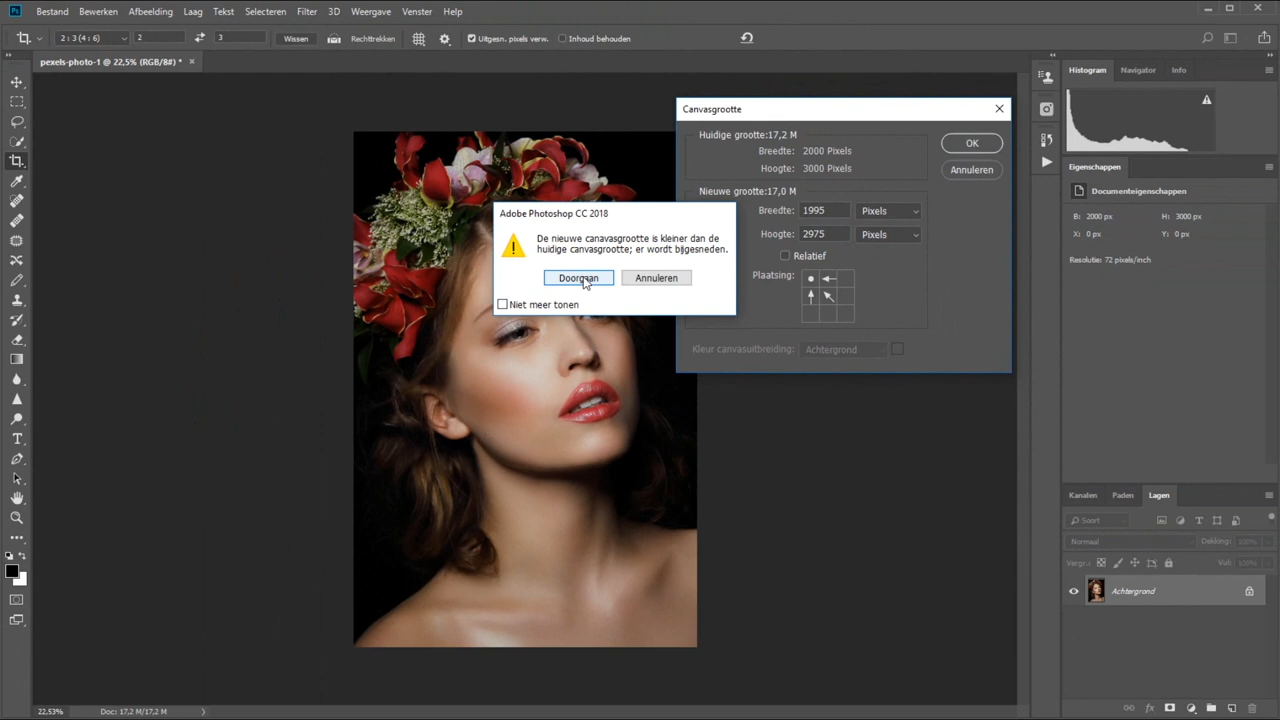 Ps Bestand Bewerken Afbeelding Laag Tekst Selecteren Filter 3D Weergave Venster Help
2 : 3 (4 : 6) 2 3 Wissen Rechttrekken Uitgesn. pixels verw. Inhoud behouden
pexels-photo-1 @ 22,5% (RGB/8#) *
Histogram Navigator Info
Canvasgrootte
Huidige grootte:17,2 M
OK
Breedte: 2000 Pixels
Hoogte: 3000 Pixels
Annuleren
Nieuwe grootte:17,0 M
Breedte: 1995 Pixels
Hoogte: 2975 Pixels
Relatief
Plaatsing:
Kleur canvasuitbreiding: Achtergrond
Adobe Photoshop CC 2018
De nieuwe canavasgrootte is kleiner dan de
huidige canvasgrootte; er wordt bijgesneden.
Doorgaan Annuleren
Niet meer tonen
Eigenschappen
Documenteigenschappen
B: 2000 px H: 3000 px
X: 0 px Y: 0 px
Resolutie: 72 pixels/inch
Kanalen Paden Lagen
Soort
Normaal Dekking: 100%
Vergr.: Vul: 100%
Achtergrond
22,53% Doc: 17,2 M/17,2 M